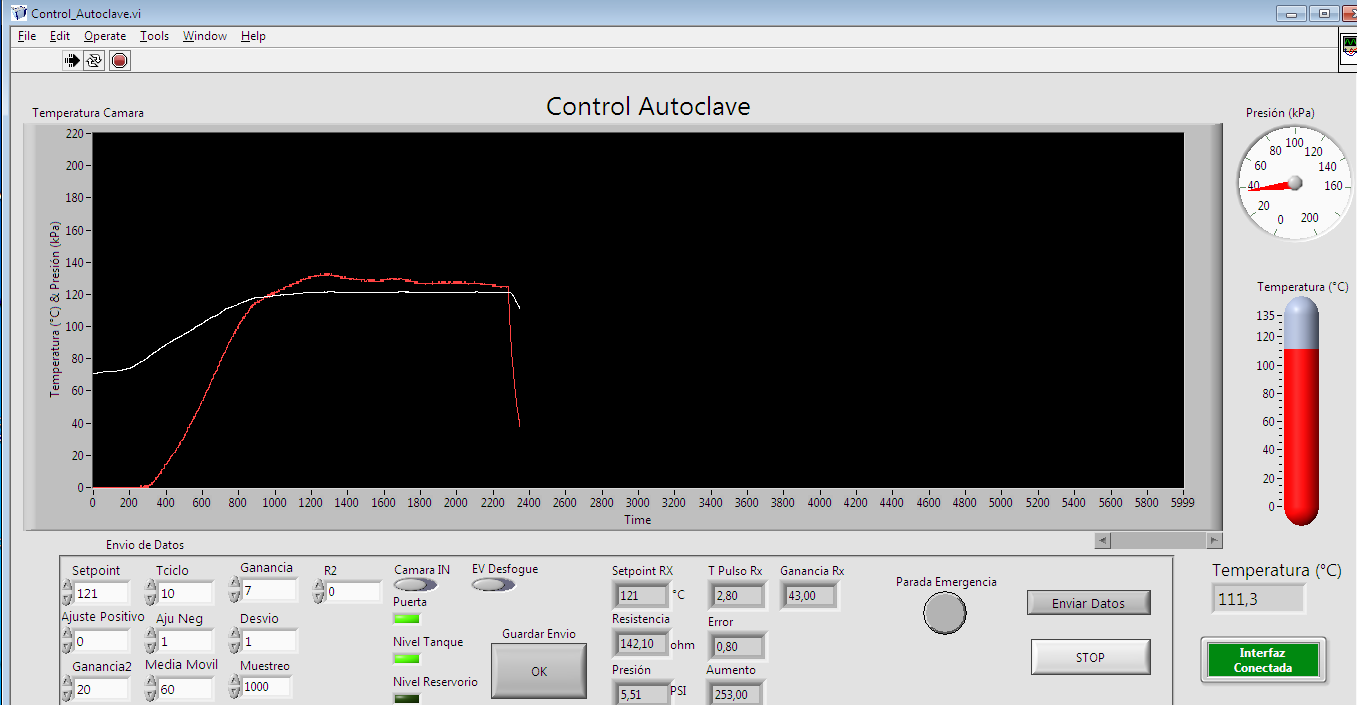 Control_Autoclave.vi
File Edit Operate Tools Window Help
Control Autoclave
Temperatura Camara
Temperatura (°C) & Presión (kPa)
220
200
180
160
140
120
100
80
60
40
20
0
0 200 400 600 800 1000 1200 1400 1600 1800 2000 2200 2400 2600 2800 3000 3200 3400 3600 3800 4000 4200 4400 4600 4800 5000 5200 5400 5600 5800 5999
Time
Presión (kPa)
0 20 40 60 80 100 120 140 160 200
Temperatura (°C)
135
120
100
80
60
40
20
0
Temperatura (°C)
111,3
Interfaz
Conectada
Envio de Datos
Setpoint Tciclo Ganancia R2
121 10 7 0
Ajuste Positivo Aju Neg Desvio
0 1 1
Ganancia2 Media Movil Muestreo
20 60 1000
Camara IN EV Desfogue
Puerta
Nivel Tanque
Nivel Reservorio
Guardar Envio
OK
Setpoint RX T Pulso Rx Ganancia Rx
121 °C 2,80 43,00
Resistencia Error
142,10 ohm 0,80
Presión Aumento
5,51 PSI 253,00
Parada Emergencia
Enviar Datos
STOP